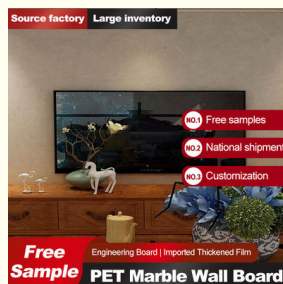 Source factory Large inventory
NO.1 Free samples
NO.2 National shipment
NO.3 Customization
Free Sample
Engineering Board | Imported Thickened Film
PET Marble Wall Board